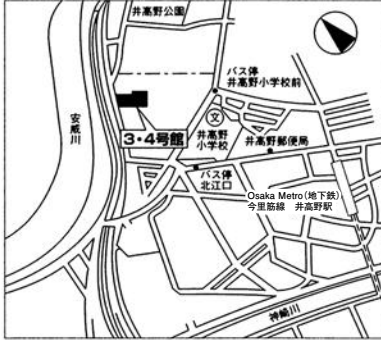 井高野公園
バス停
井高野小学校前
安威川
文
3・4号館
井高野
小学校
井高野郵便局
バス停
北江口
Osaka Metro(地下鉄)
今里筋線 井高野駅
神崎川